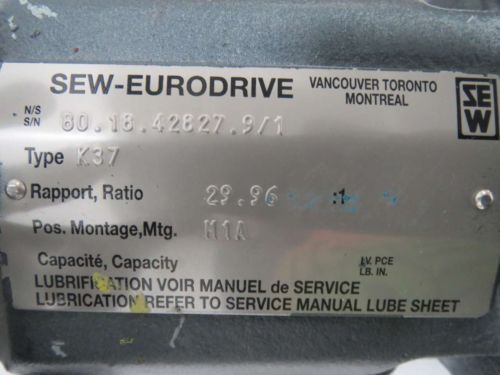 SEW-EURODRIVE VANCOUVER TORONTO MONTREAL
SEW
N/S
S/N 80.18.42627.9/1
Type K37
Rapport, Ratio 29.96 :1
Pos. Montage,Mtg. M1A
Capacité, Capacity LV. PCE
LB. IN.
LUBRIFICATION VOIR MANUEL de SERVICE
LUBRICATION REFER TO SERVICE MANUAL LUBE SHEET